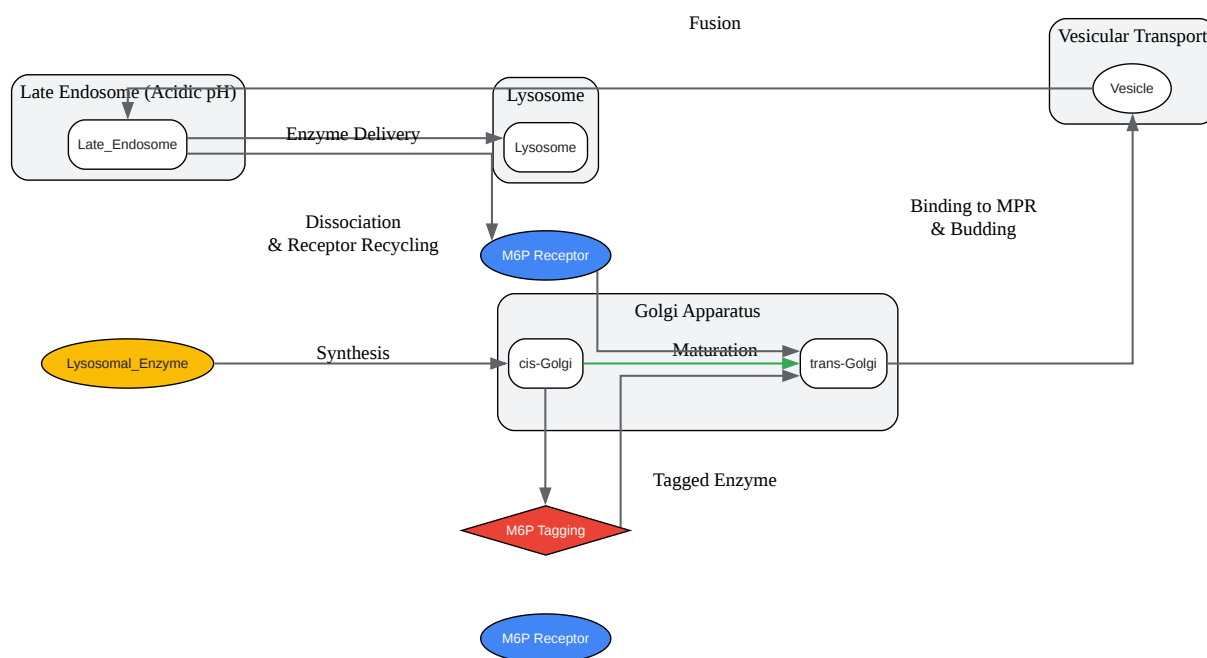 Fusion
Vesicular Transport
Vesicle
Late Endosome (Acidic pH)
Late_Endosome
Enzyme Delivery
Lysosome
Lysosome
Dissociation
& Receptor Recycling
Binding to MPR
& Budding
M6P Receptor
Golgi Apparatus
Lysosomal_Enzyme
Synthesis
cis-Golgi
Maturation
trans-Golgi
Tagged Enzyme
M6P Tagging
M6P Receptor